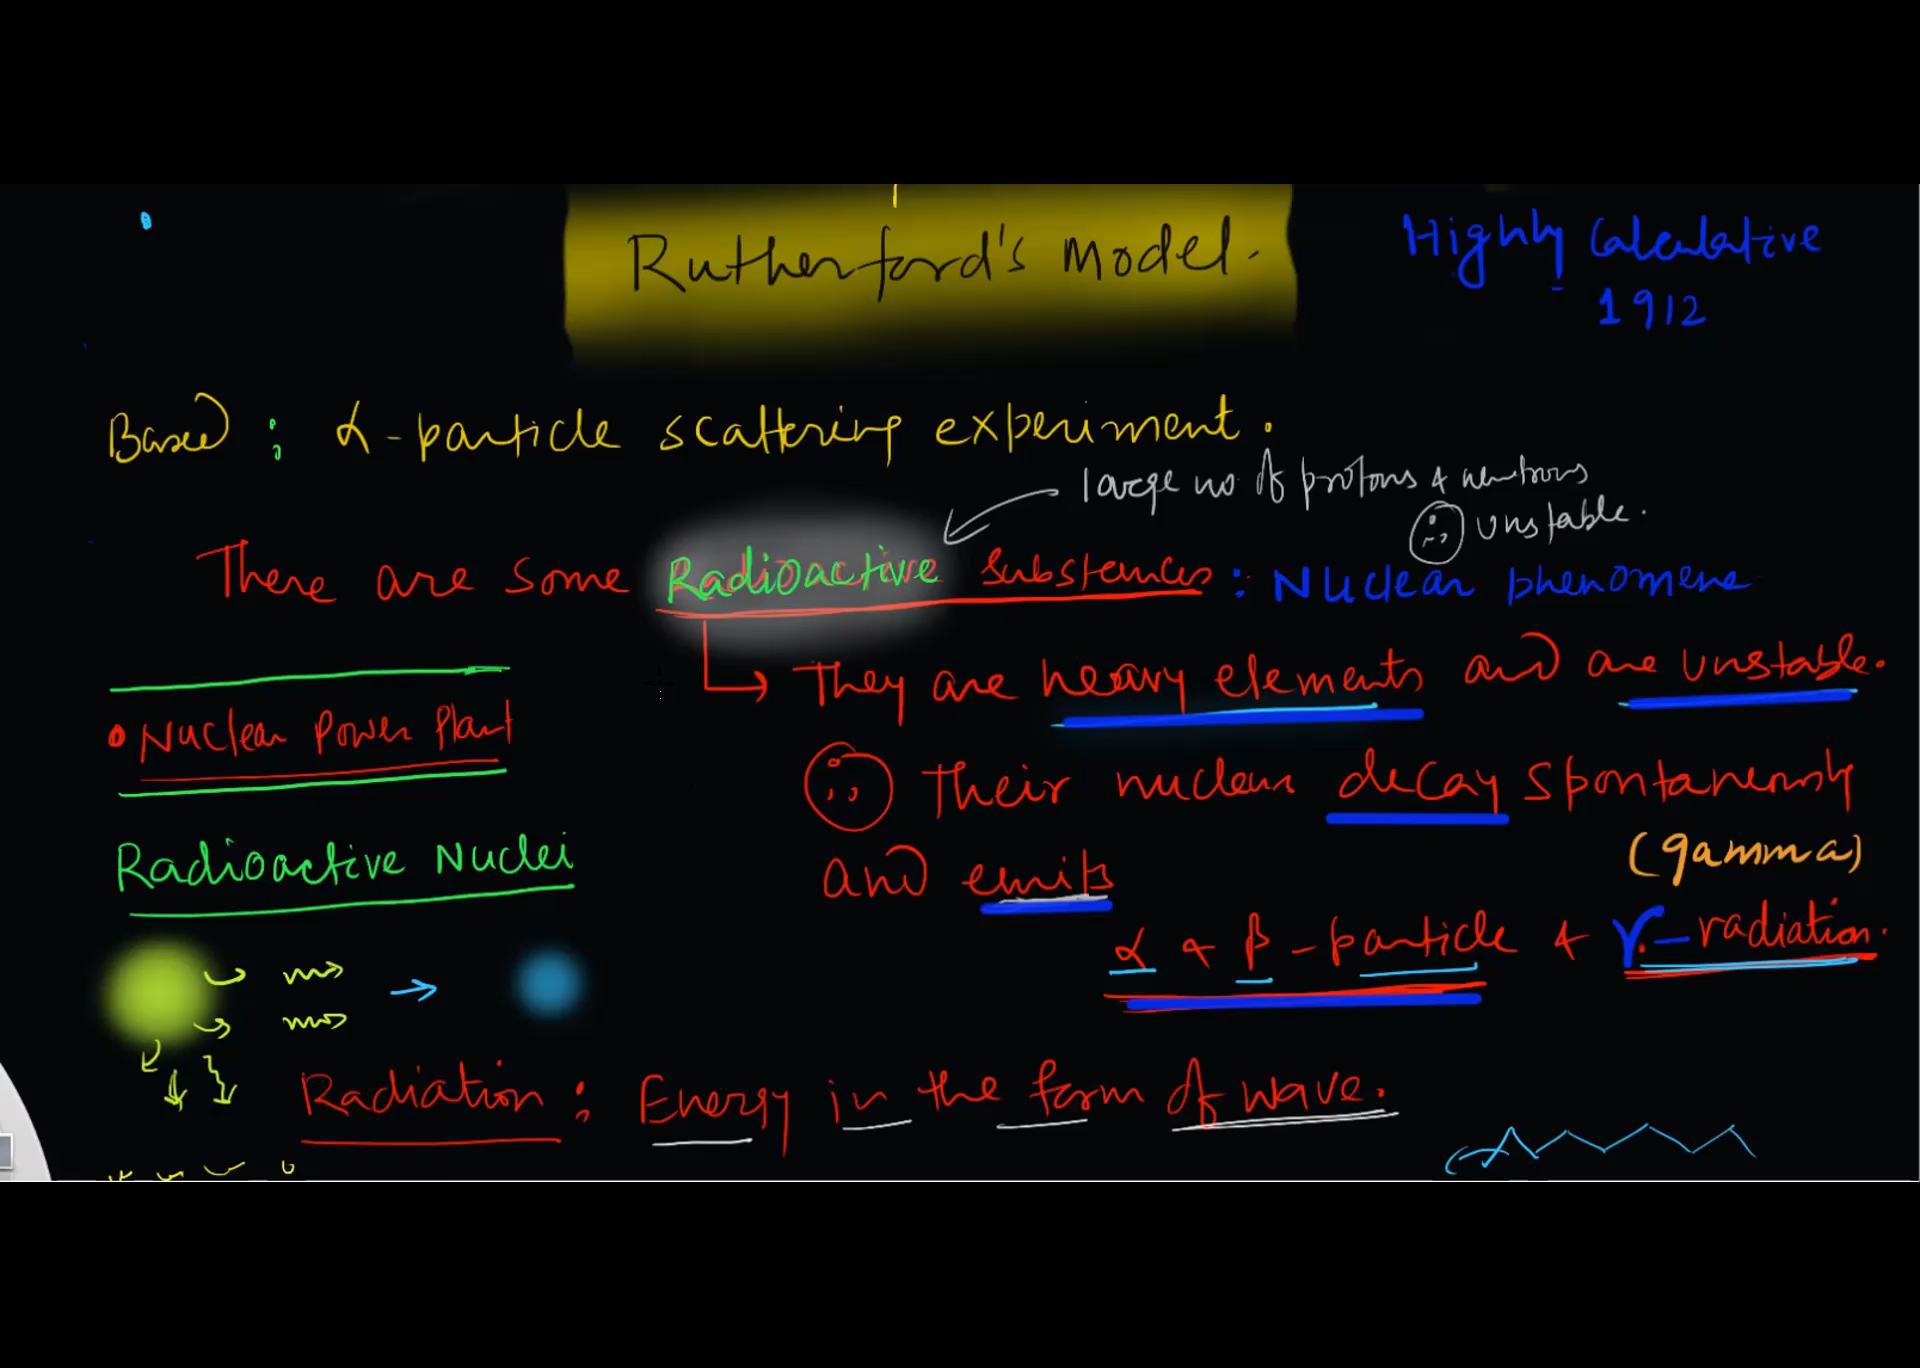 Rutherford's Model.
Highly Calculative
1912
Based : α-particle scattering experiment.
large no of protons & neutrons
∴ unstable.
There are some Radioactive substances : Nuclear phenomena
→ They are heavy elements and are unstable.
• Nuclear Power Plant
∴ Their nucleus decay spontaneously
Radioactive Nuclei
and emits
(gamma)
α & β - particle & γ - radiation.
Radiation : Energy in the form of wave.